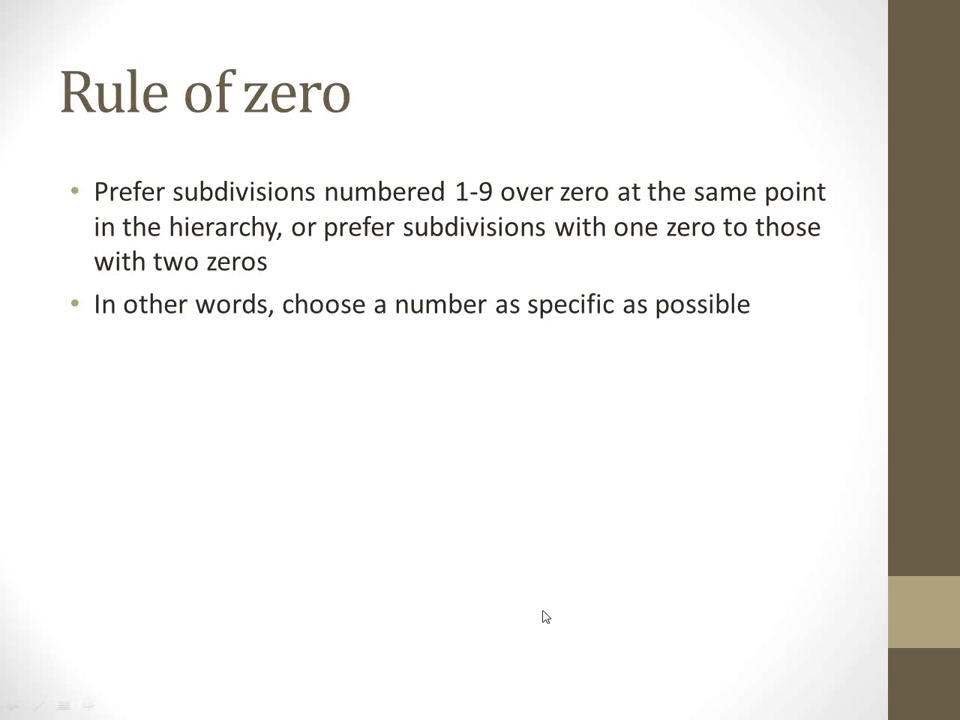 Rule of zero
• Prefer subdivisions numbered 1-9 over zero at the same point
in the hierarchy, or prefer subdivisions with one zero to those
with two zeros
• In other words, choose a number as specific as possible